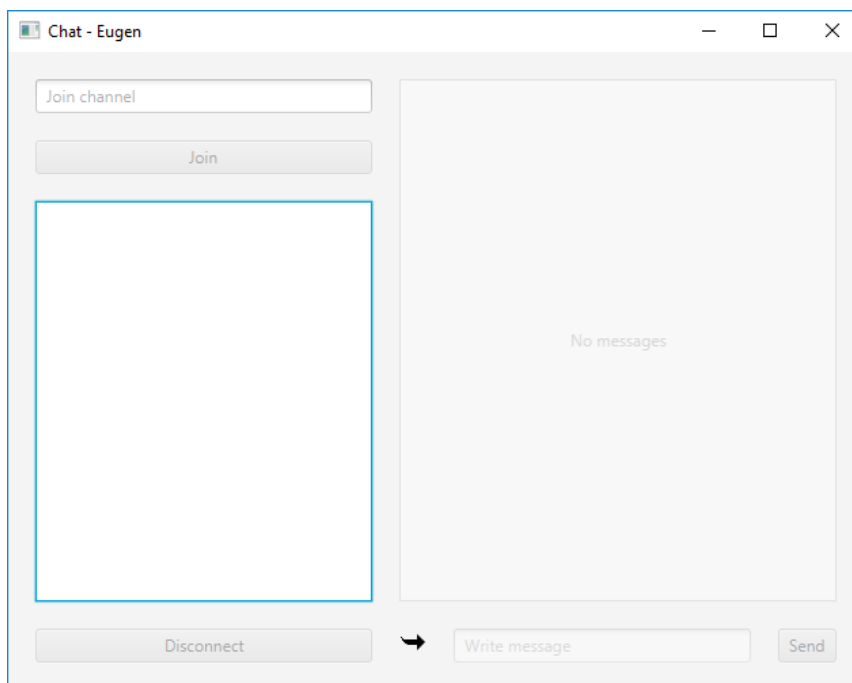 Chat - Eugen
Join channel
Join
No messages
Disconnect
Write message
Send